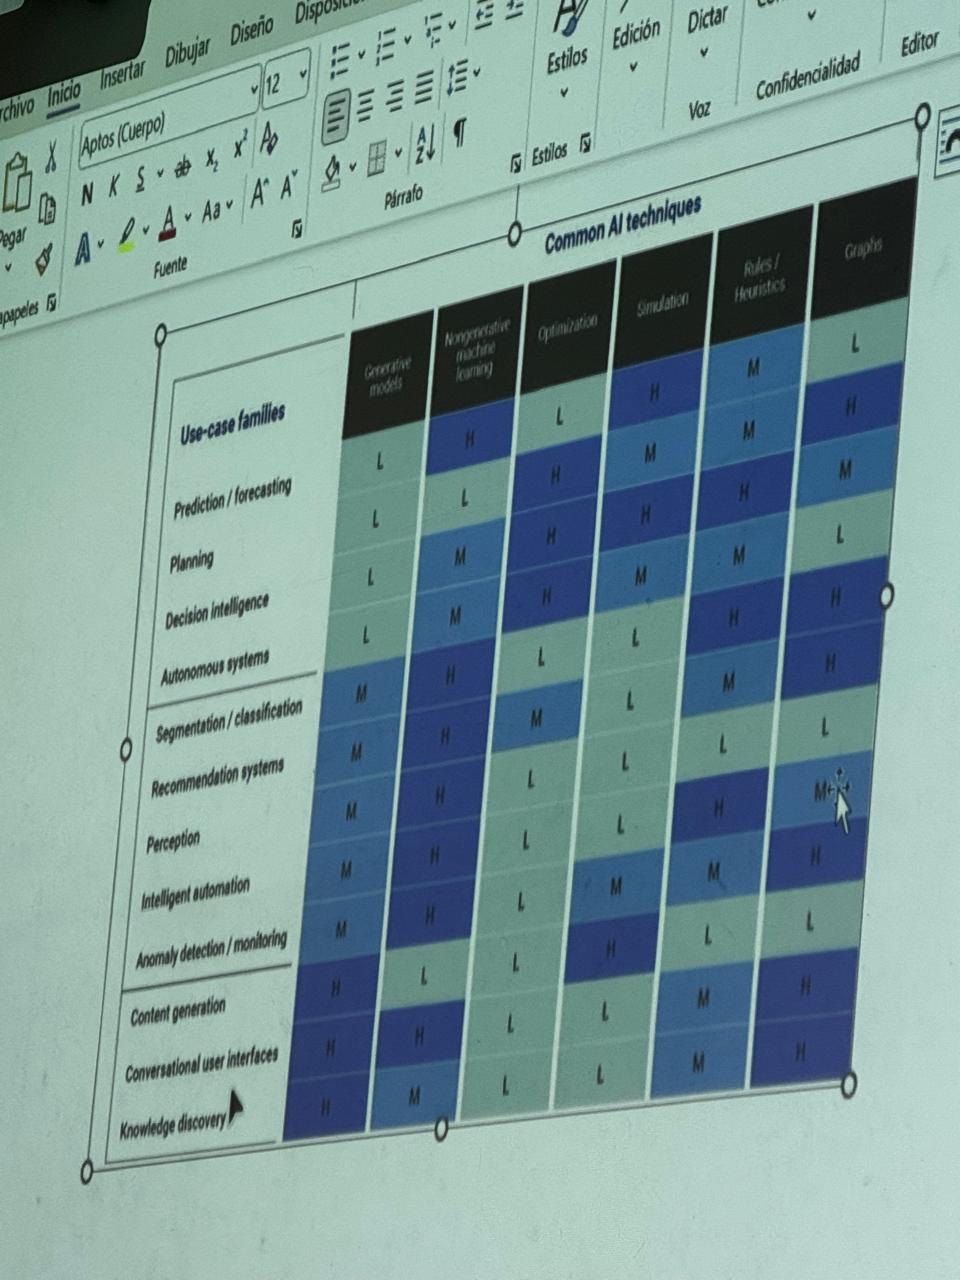 rchivo Inicio Insertar Dibujar Diseño Disposici
Aptos (Cuerpo) 12
N K S ab x₂ x² A
A A Aa A^ Aˇ
Pegar
apapeles
Fuente
Párrafo
Estilos
Estilos
Edición
Dictar
Voz
Confidencialidad
Editor
Common AI techniques
Use-case families Generative models Nongenerative machine learning Optimization Simulation Rules / Heuristics Graphs
Prediction / forecasting L H L H M L
Planning L L H M M H
Decision intelligence L M H H H M
Autonomous systems L M H M M L
Segmentation / classification M H L L H H
Recommendation systems M H M L M H
Perception M H L L L L
Intelligent automation M H L L H M
Anomaly detection / monitoring M H L M M H
Content generation H L L H L L
Conversational user interfaces H H L L M H
Knowledge discovery H M L L M H